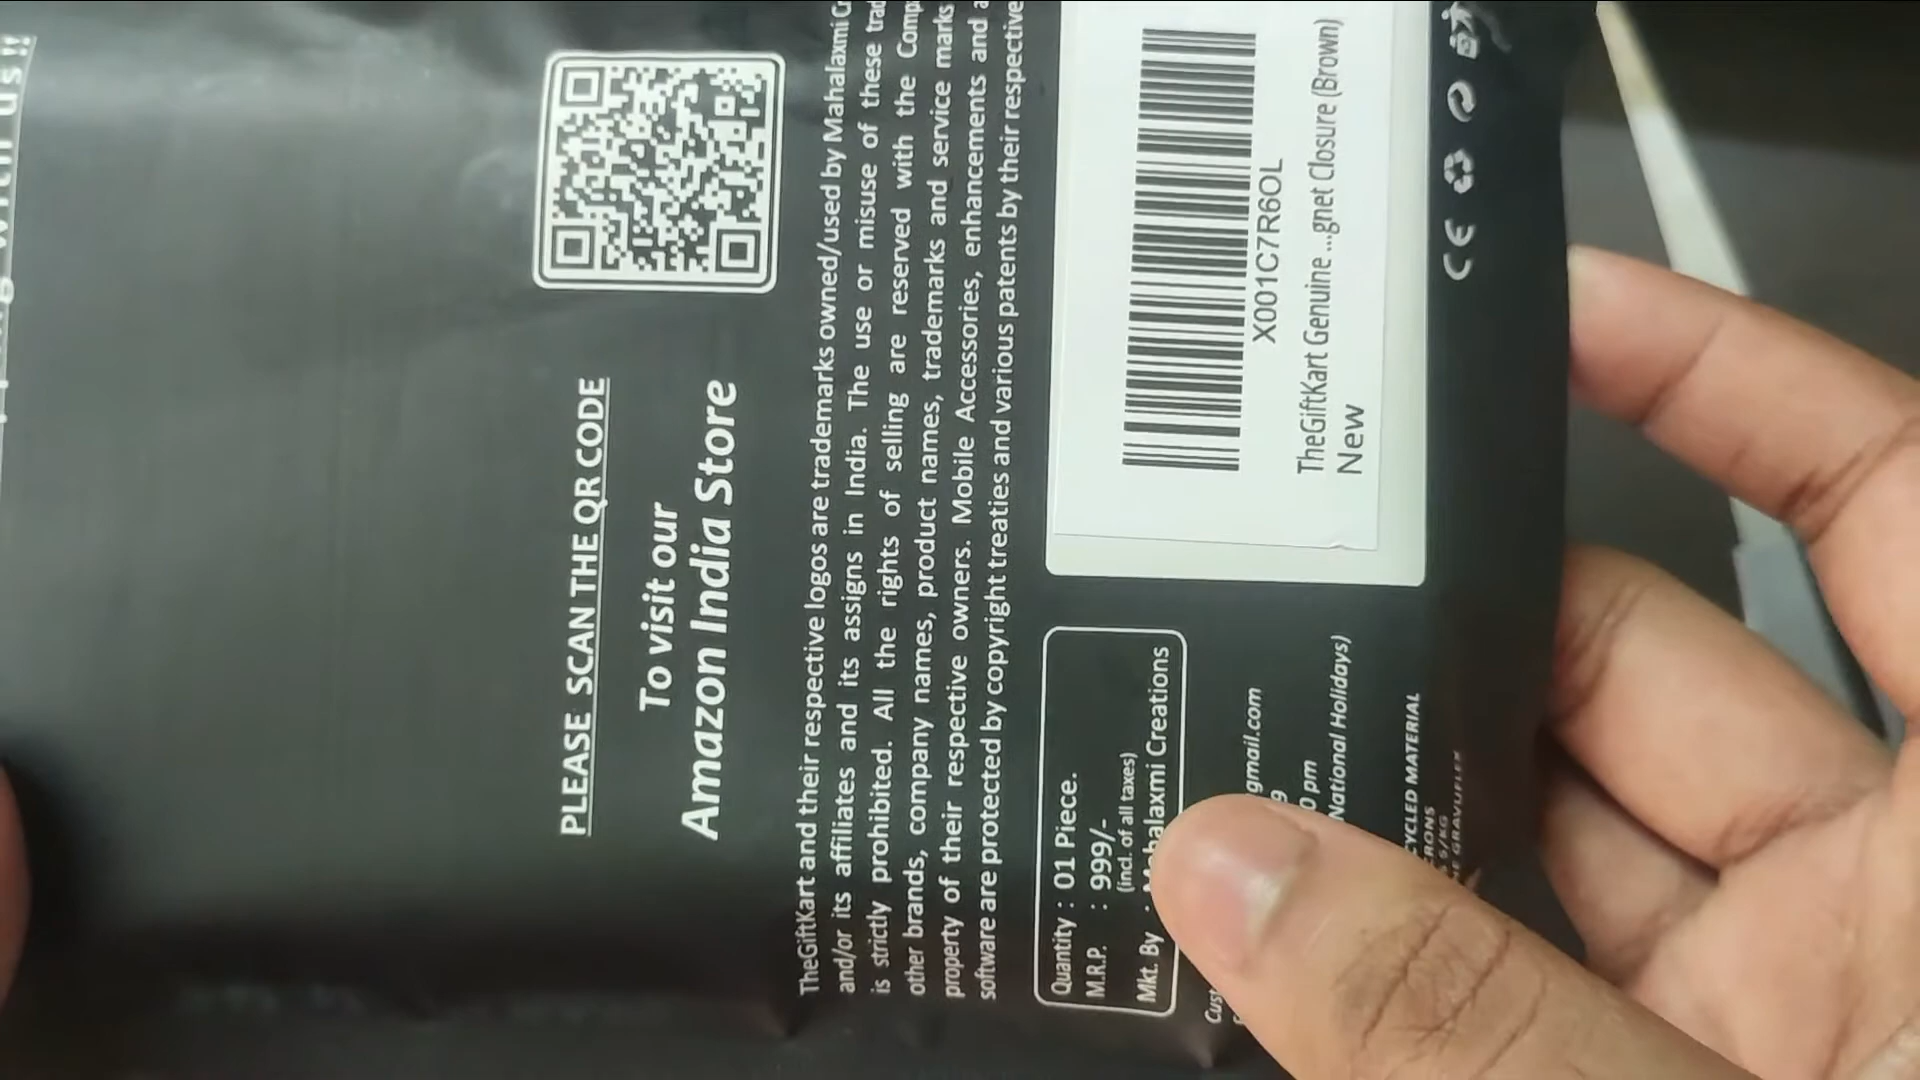 with us !!
PLEASE SCAN THE QR CODE
To visit our
Amazon India Store
TheGiftKart and their respective logos are trademarks owned/used by Mahalaxmi
and/or its affiliates and its assigns in India. The use or misuse of these
is strictly prohibited. All the rights of selling are reserved with the
other brands, company names, product names, trademarks and service marks
property of their respective owners. Mobile Accessories, enhancements and
software are protected by copyright treaties and various patents by their respective
Quantity : 01 Piece.
M.R.P. : 999/-
(incl. of all taxes)
Mkt. By : Mahalaxmi Creations
X001C7R6OL
TheGiftKart Genuine ...gnet Closure (Brown)
New
gmail.com
pm
National Holidays)
MATERIAL
CE